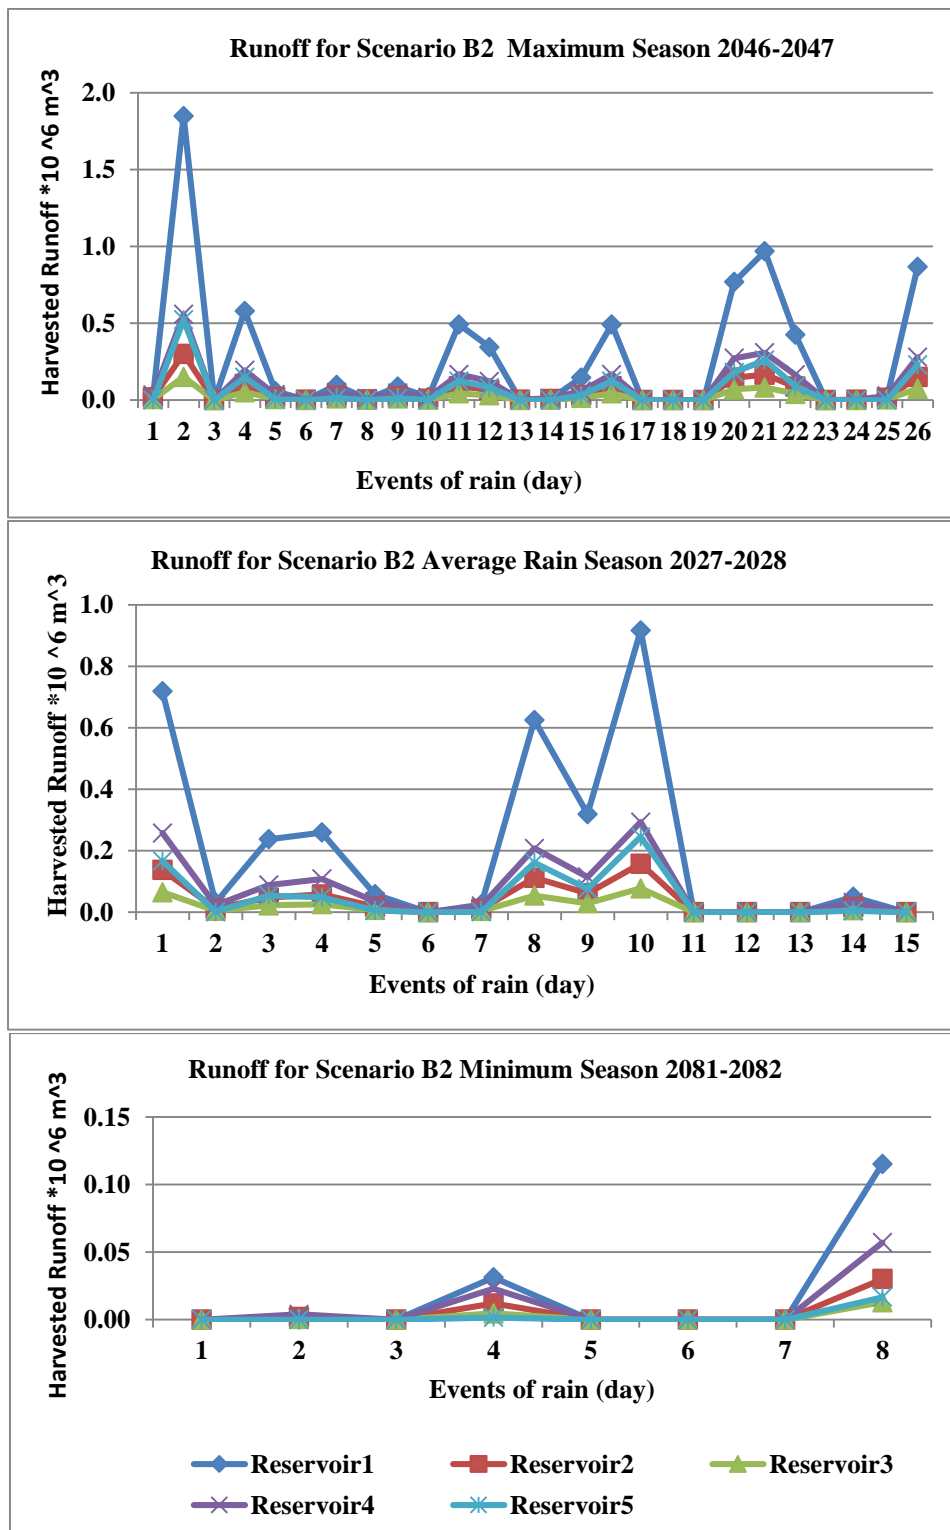 Runoff for Scenario B2 Maximum Season 2046-2047
Harvested Runoff *10 ^6 m^3
2.0
1.5
1.0
0.5
0.0
1 2 3 4 5 6 7 8 9 10 11 12 13 14 15 16 17 18 19 20 21 22 23 24 25 26
Events of rain (day)
Runoff for Scenario B2 Average Rain Season 2027-2028
Harvested Runoff *10 ^6 m^3
1.0
0.8
0.6
0.4
0.2
0.0
1 2 3 4 5 6 7 8 9 10 11 12 13 14 15
Events of rain (day)
Runoff for Scenario B2 Minimum Season 2081-2082
Harvested Runoff *10 ^6 m^3
0.15
0.10
0.05
0.00
1 2 3 4 5 6 7 8
Events of rain (day)
Reservoir1 Reservoir2 Reservoir3
Reservoir4 Reservoir5